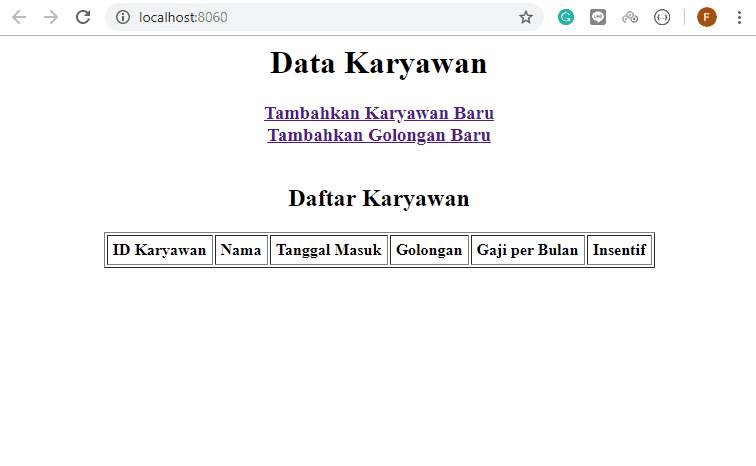 localhost:8060
F
Data Karyawan
Tambahkan Karyawan Baru
Tambahkan Golongan Baru
Daftar Karyawan
ID Karyawan Nama Tanggal Masuk Golongan Gaji per Bulan Insentif